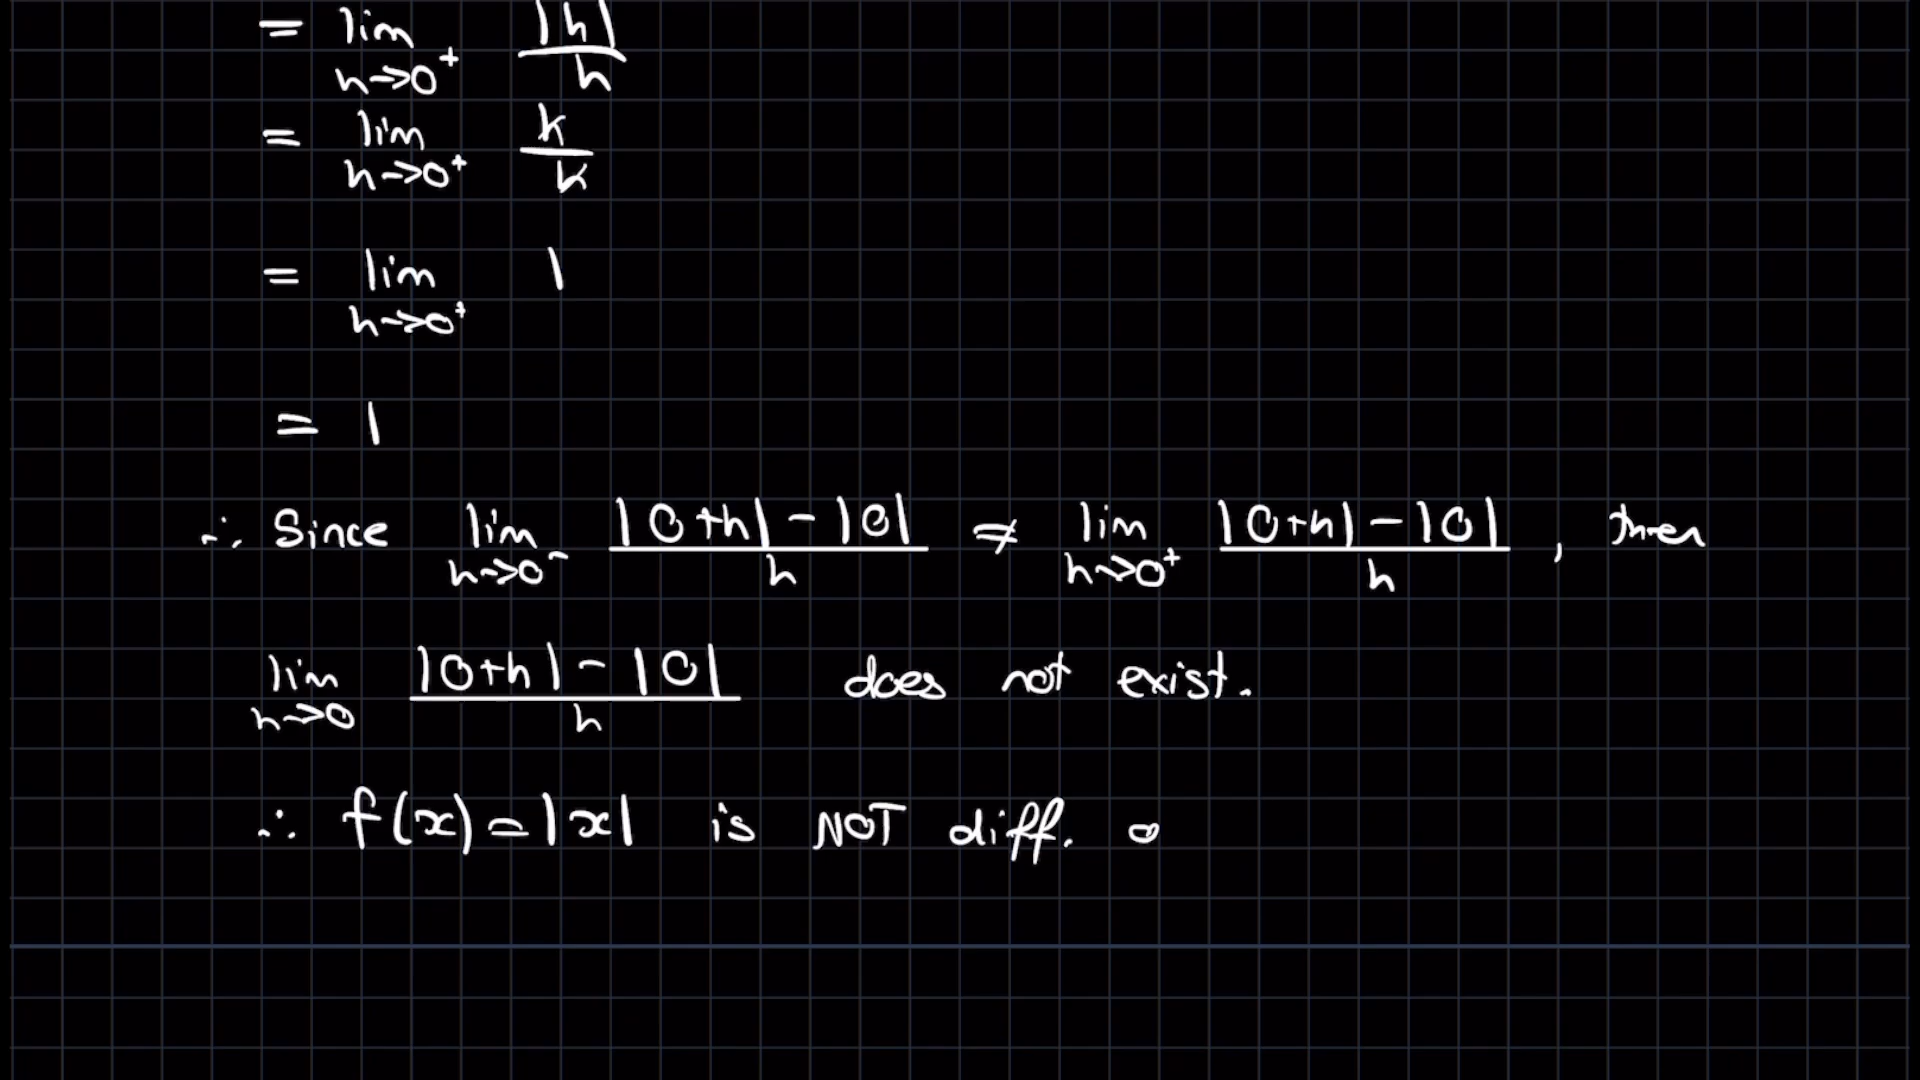 = lim h→0⁺ |h|/h
= lim h→0⁺ h/h
= lim h→0⁺ 1
= 1
∴ Since lim h→0⁻ |0+h| - |0| / h ≠ lim h→0⁺ |0+h| - |0| / h , then
lim h→0 |0+h| - |0| / h does not exist.
∴ f(x) = |x| is NOT diff.